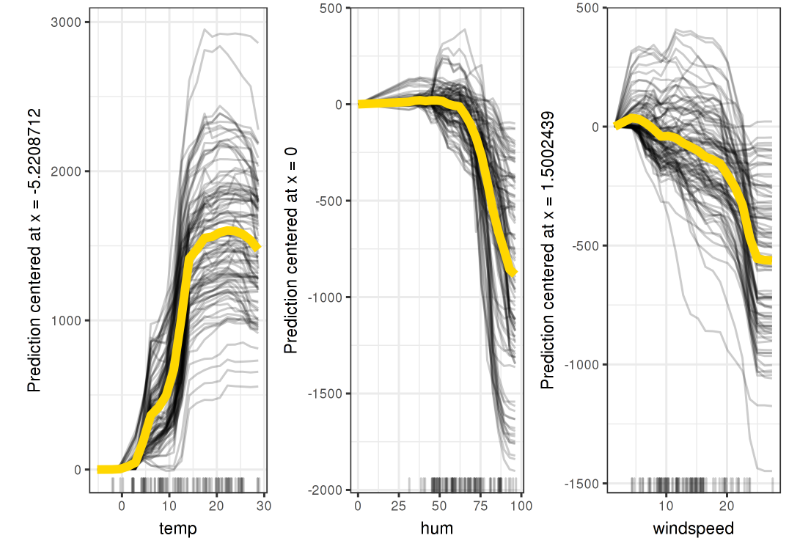 Prediction centered at x = -5.2208712
3000
2000
1000
0
0 10 20 30
temp
Prediction centered at x = 0
500
0
-500
-1000
-1500
-2000
0 25 50 75 100
hum
Prediction centered at x = 1.5002439
500
0
-500
-1000
-1500
10 20
windspeed